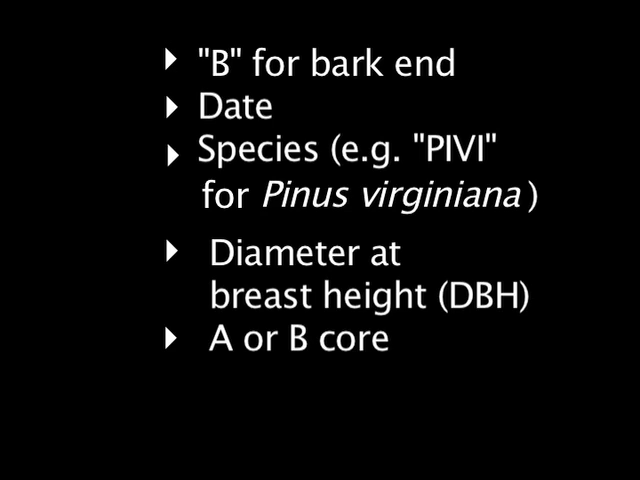 "B" for bark end
Date
Species (e.g. "PIVI"
for Pinus virginiana)
Diameter at
breast height (DBH)
A or B core